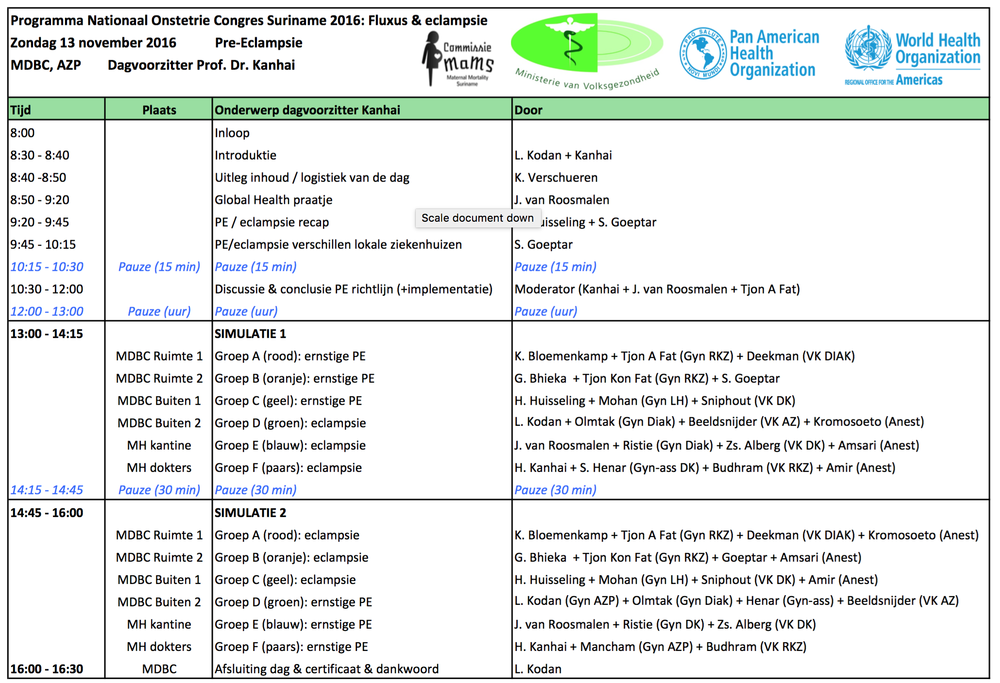 Programma Nationaal Onstetrie Congres Suriname 2016: Fluxus & eclampsie
Zondag 13 november 2016 Pre-Eclampsie
MDBC, AZP Dagvoorzitter Prof. Dr. Kanhai
Commissie
MaMS
Maternal Mortality
Suriname
Ministerie van Volksgezondheid
PRO SALUTE
NOVI MUNDI
Pan American
Health
Organization
World Health
Organization
REGIONAL OFFICE FOR THE Americas
Tijd Plaats Onderwerp dagvoorzitter Kanhai Door
8:00 Inloop
8:30 - 8:40 Introduktie L. Kodan + Kanhai
8:40 -8:50 Uitleg inhoud / logistiek van de dag K. Verschueren
8:50 - 9:20 Global Health praatje J. van Roosmalen
Scale document down
9:20 - 9:45 PE / eclampsie recap uisseling + S. Goeptar
9:45 - 10:15 PE/eclampsie verschillen lokale ziekenhuizen S. Goeptar
10:15 - 10:30 Pauze (15 min) Pauze (15 min) Pauze (15 min)
10:30 - 12:00 Discussie & conclusie PE richtlijn (+implementatie) Moderator (Kanhai + J. van Roosmalen + Tjon A Fat)
12:00 - 13:00 Pauze (uur) Pauze (uur) Pauze (uur)
13:00 - 14:15 SIMULATIE 1
MDBC Ruimte 1 Groep A (rood): ernstige PE K. Bloemenkamp + Tjon A Fat (Gyn RKZ) + Deekman (VK DIAK)
MDBC Ruimte 2 Groep B (oranje): ernstige PE G. Bhieka + Tjon Kon Fat (Gyn RKZ) + S. Goeptar
MDBC Buiten 1 Groep C (geel): ernstige PE H. Huisseling + Mohan (Gyn LH) + Sniphout (VK DK)
MDBC Buiten 2 Groep D (groen): eclampsie L. Kodan + Olmtak (Gyn Diak) + Beeldsnijder (VK AZ) + Kromosoeto (Anest)
MH kantine Groep E (blauw): eclampsie J. van Roosmalen + Ristie (Gyn Diak) + Zs. Alberg (VK DK) + Amsari (Anest)
MH dokters Groep F (paars): eclampsie H. Kanhai + S. Henar (Gyn-ass DK) + Budhram (VK RKZ) + Amir (Anest)
14:15 - 14:45 Pauze (30 min) Pauze (30 min) Pauze (30 min)
14:45 - 16:00 SIMULATIE 2
MDBC Ruimte 1 Groep A (rood): eclampsie K. Bloemenkamp + Tjon A Fat (Gyn RKZ) + Deekman (VK DIAK) + Kromosoeto (Anest)
MDBC Ruimte 2 Groep B (oranje): eclampsie G. Bhieka + Tjon Kon Fat (Gyn RKZ) + Goeptar + Amsari (Anest)
MDBC Buiten 1 Groep C (geel): eclampsie H. Huisseling + Mohan (Gyn LH) + Sniphout (VK DK) + Amir (Anest)
MDBC Buiten 2 Groep D (groen): ernstige PE L. Kodan (Gyn AZP) + Olmtak (Gyn Diak) + Henar (Gyn-ass) + Beeldsnijder (VK AZ)
MH kantine Groep E (blauw): ernstige PE J. van Roosmalen + Ristie (Gyn DK) + Zs. Alberg (VK DK)
MH dokters Groep F (paars): ernstige PE H. Kanhai + Mancham (Gyn AZP) + Budhram (VK RKZ)
16:00 - 16:30 MDBC Afsluiting dag & certificaat & dankwoord L. Kodan